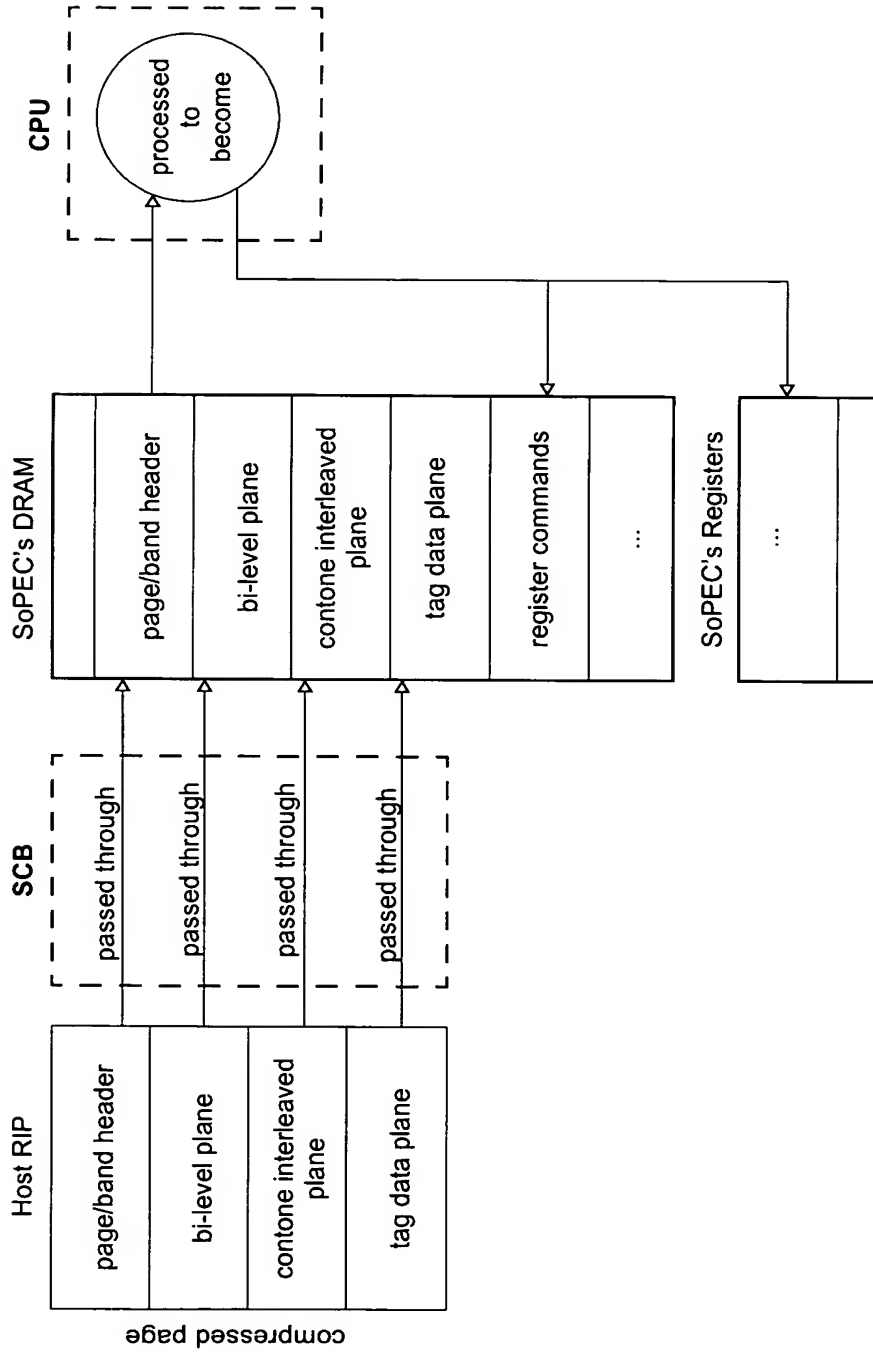 Host RIP
compressed page
page/band header
bi-level plane
contone interleaved
plane
tag data plane
SCB
passed through
passed through
passed through
passed through
SoPEC's DRAM
page/band header
bi-level plane
contone interleaved
plane
tag data plane
register commands
...
SoPEC's Registers
...
CPU
processed
to
become